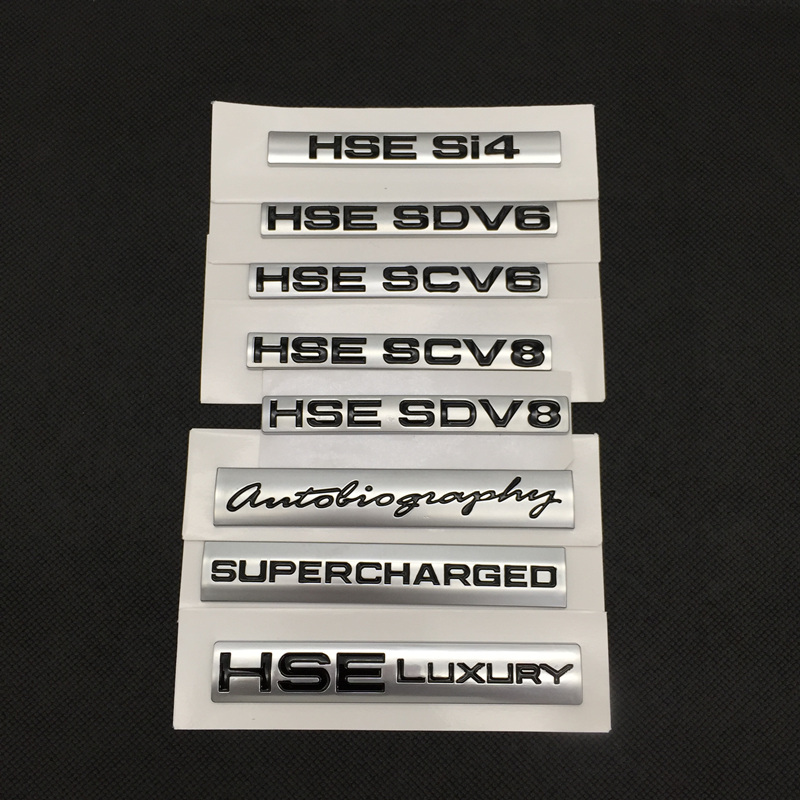 HSE Si4
HSE SDV6
HSE SCV6
HSE SCV8
HSE SDV8
Autobiography
SUPERCHARGED
HSE LUXURY